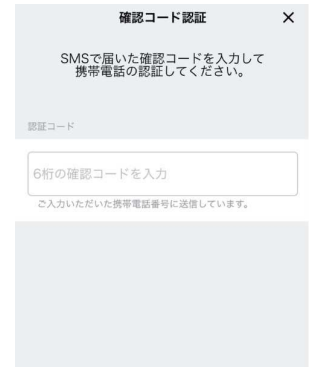 確認コード認証 ×
SMSで届いた確認コードを入力して
携帯電話の認証してください。
認証コード
6桁の確認コードを入力
ご入力いただいた携帯電話番号に送信しています。